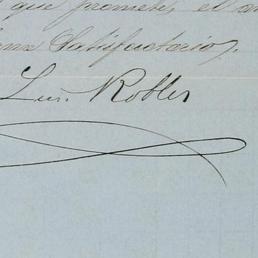 que promete, el
Satisfactorio,
Luis Robles